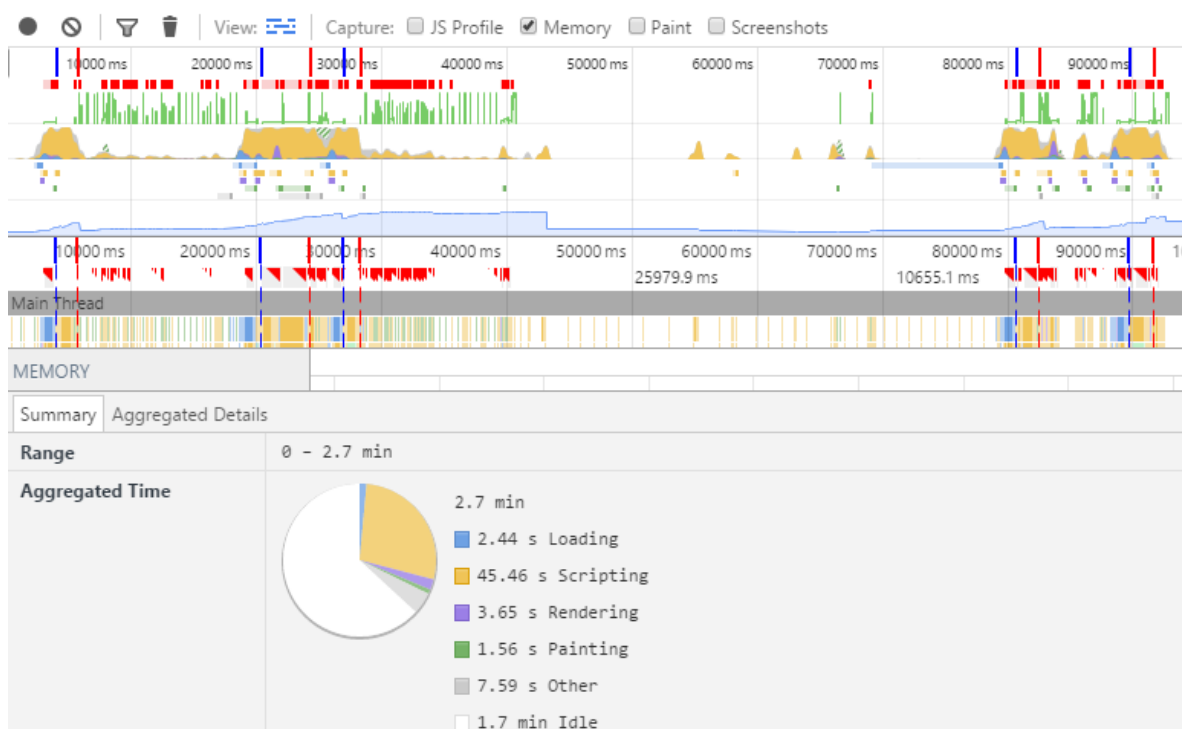 View: Capture: JS Profile Memory Paint Screenshots
10000 ms 20000 ms 30000 ms 40000 ms 50000 ms 60000 ms 70000 ms 80000 ms 90000 ms
10000 ms 20000 ms 30000 ms 40000 ms 50000 ms 60000 ms 70000 ms 80000 ms 90000 ms 1
25979.9 ms 10655.1 ms
Main Thread
MEMORY
Summary Aggregated Details
Range 0 – 2.7 min
Aggregated Time
2.7 min
2.44 s Loading
45.46 s Scripting
3.65 s Rendering
1.56 s Painting
7.59 s Other
1.7 min Idle